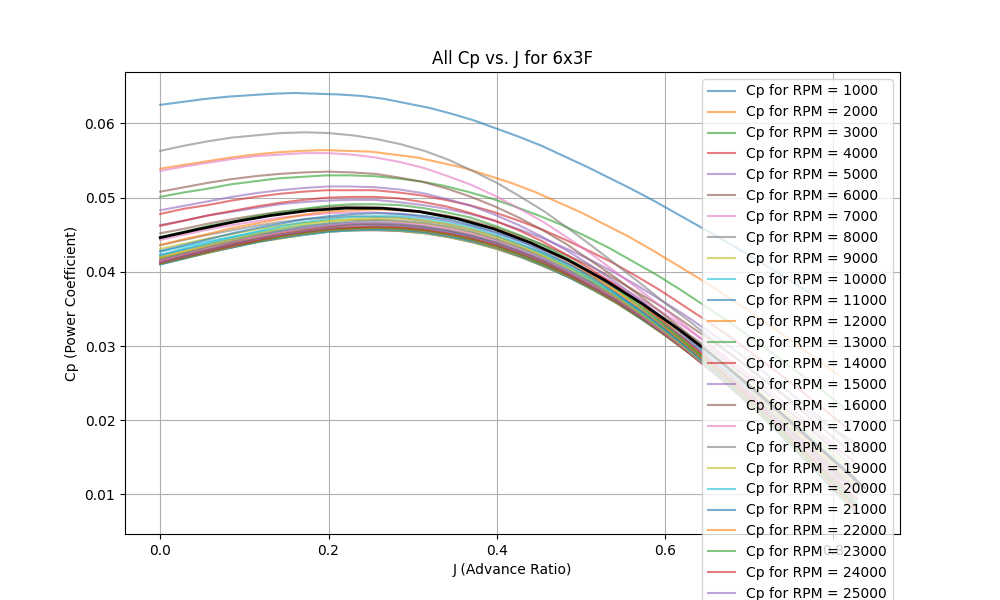 All Cp vs. J for 6x3F
Cp (Power Coefficient)
0.06
0.05
0.04
0.03
0.02
0.01
0.0
0.2
0.4
0.6
0.8
J (Advance Ratio)
Cp for RPM = 1000
Cp for RPM = 2000
Cp for RPM = 3000
Cp for RPM = 4000
Cp for RPM = 5000
Cp for RPM = 6000
Cp for RPM = 7000
Cp for RPM = 8000
Cp for RPM = 9000
Cp for RPM = 10000
Cp for RPM = 11000
Cp for RPM = 12000
Cp for RPM = 13000
Cp for RPM = 14000
Cp for RPM = 15000
Cp for RPM = 16000
Cp for RPM = 17000
Cp for RPM = 18000
Cp for RPM = 19000
Cp for RPM = 20000
Cp for RPM = 21000
Cp for RPM = 22000
Cp for RPM = 23000
Cp for RPM = 24000
Cp for RPM = 25000